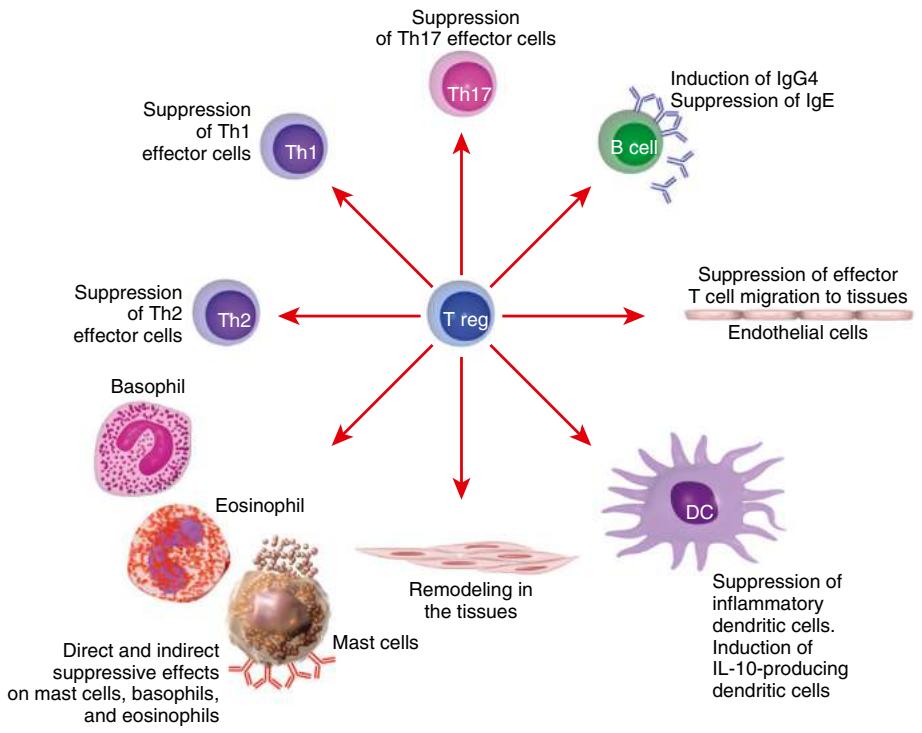 Suppression
of Th17 effector cells
Th17
Induction of IgG4
Suppression of IgE
B cell
Suppression
of Th1
effector cells
Th1
Suppression of effector
T cell migration to tissues
Endothelial cells
Suppression
of Th2
effector cells
Th2
T reg
Basophil
Eosinophil
DC
Remodeling in
the tissues
Suppression of
inflammatory
dendritic cells.
Induction of
IL-10-producing
dendritic cells
Mast cells
Direct and indirect
suppressive effects
on mast cells, basophils,
and eosinophils